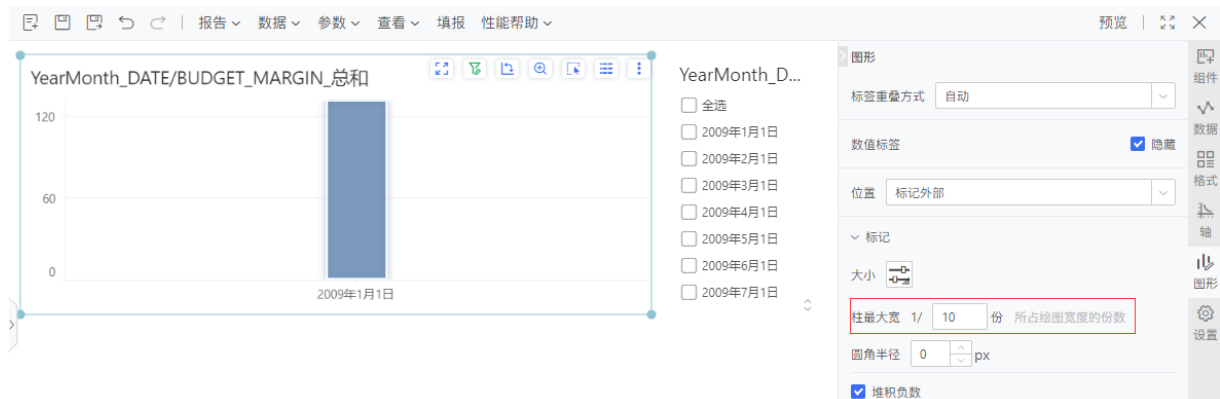 报告 数据 参数 查看 填报 性能帮助 预览
YearMonth_DATE/BUDGET_MARGIN_总和
120
60
0
2009年1月1日
YearMonth_D...
全选
2009年1月1日
2009年2月1日
2009年3月1日
2009年4月1日
2009年5月1日
2009年6月1日
2009年7月1日
图形
标签重叠方式 自动
数值标签 隐藏
位置 标记外部
标记
大小
柱最大宽 1/ 10 份 所占绘图宽度的份数
圆角半径 0 px
堆积负数
组件
数据
格式
轴
图形
设置